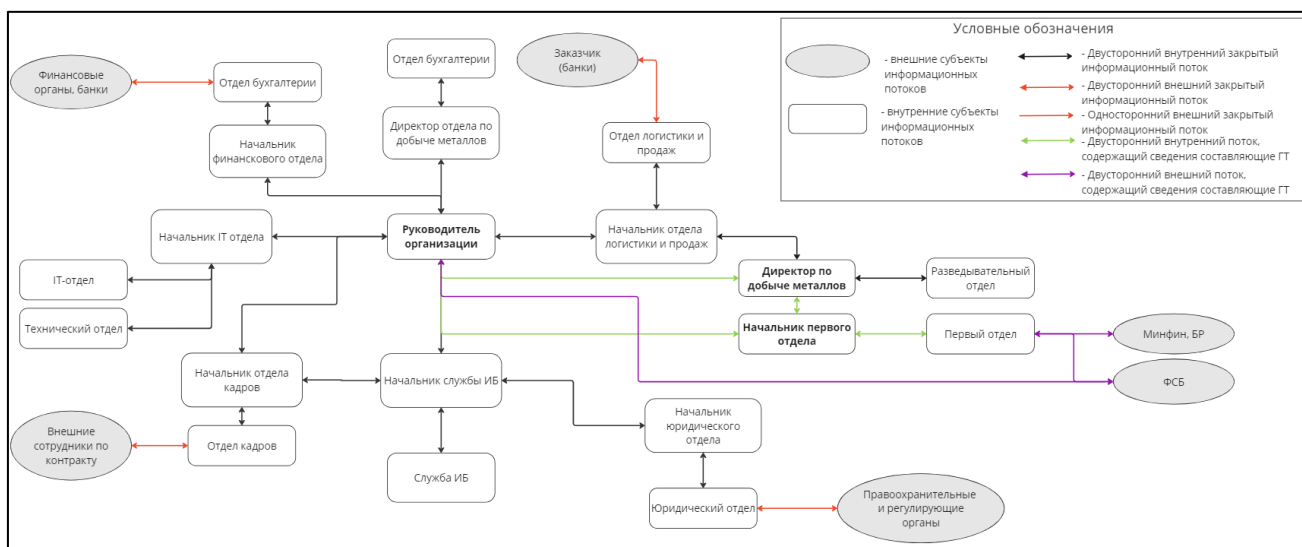 Условные обозначения
- внешние субъекты
информационных
потоков
- внутренние субъекты
информационных
потоков
- Двусторонний внутренний закрытый
информационный поток
- Двусторонний внешний закрытый
информационный поток
- Односторонний внешний закрытый
информационный поток
- Двусторонний внутренний поток,
содержащий сведения составляющие ГТ
- Двусторонний внешний поток,
содержащий сведения составляющие ГТ
Финансовые
органы, банки
Отдел бухгалтерии
Начальник
финанскового отдела
Отдел бухгалтерии
Директор отдела по
добыче металлов
Заказчик
(банки)
Отдел логистики и
продаж
Начальник IT отдела
Руководитель
организации
Начальник отдела
логистики и продаж
IT-отдел
Технический отдел
Директор по
добыче металлов
Разведывательный
отдел
Начальник первого
отдела
Первый отдел
Минфин, БР
ФСБ
Начальник отдела
кадров
Начальник службы ИБ
Внешние
сотрудники по
контракту
Отдел кадров
Служба ИБ
Начальник
юридического
отдела
Юридический отдел
Правоохранительные
и регулирующие
органы